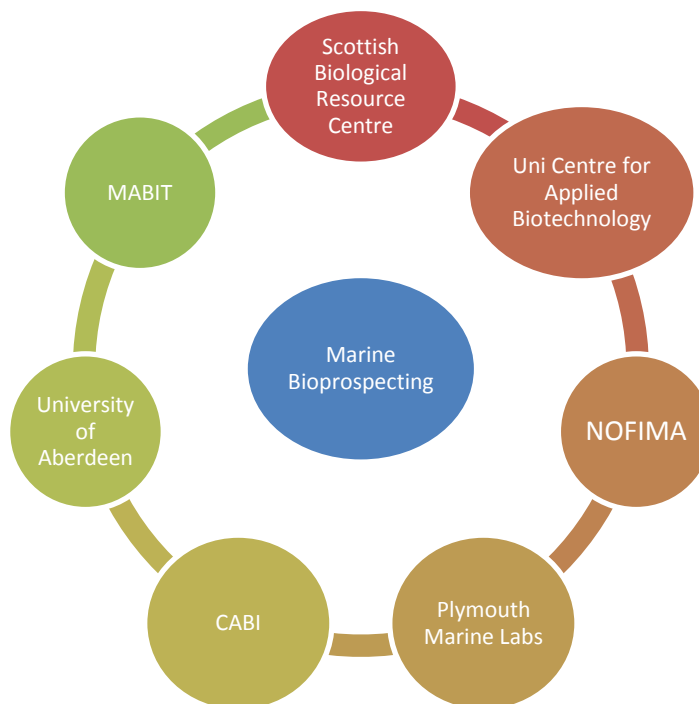 Scottish
Biological
Resource
Centre
Uni Centre for
Applied
Biotechnology
MABIT
Marine
Bioprospecting
NOFIMA
University
of
Aberdeen
Plymouth
Marine Labs
CABI